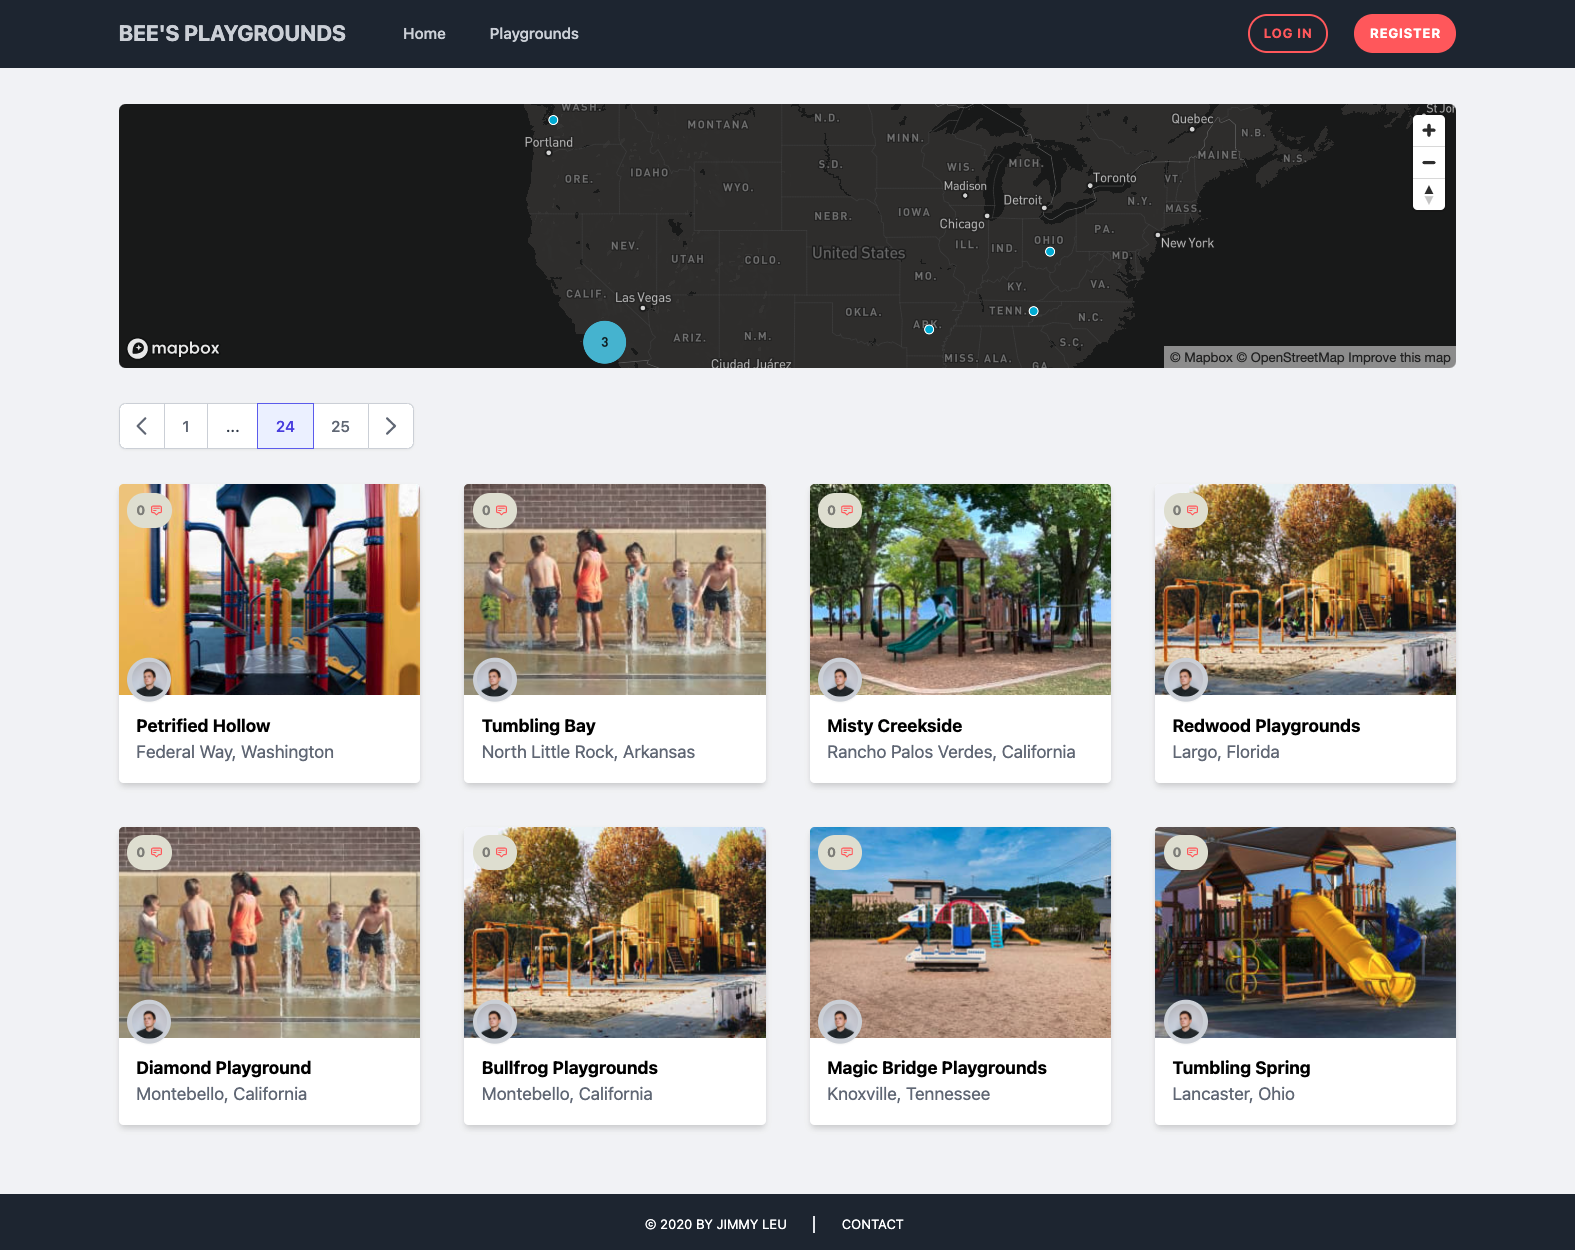 BEE'S PLAYGROUNDS Home Playgrounds LOG IN REGISTER
WASH.
MONTANA
N.D.
Quebec
St Joh
Portland
MINN.
N.B.
MAINE
N.S.
ORE.
IDAHO
WYO.
S.D.
WIS.
MICH.
Madison
Toronto
VT.
NEBR.
IOWA
Detroit
N.Y.
MASS.
Chicago
NEV.
UTAH
COLO.
United States
ILL.
IND.
OHIO
PA.
New York
MD.
MO.
KY.
VA.
CALIF.
Las Vegas
OKLA.
ARK.
TENN.
N.C.
ARIZ.
N.M.
S.C.
3
mapbox
Ciudad Juárez
MISS.
ALA.
GA.
© Mapbox © OpenStreetMap Improve this map
1 ... 24 25
0 0 0 0
Petrified Hollow
Federal Way, Washington
Tumbling Bay
North Little Rock, Arkansas
Misty Creekside
Rancho Palos Verdes, California
Redwood Playgrounds
Largo, Florida
0 0 0 0
Diamond Playground
Montebello, California
Bullfrog Playgrounds
Montebello, California
Magic Bridge Playgrounds
Knoxville, Tennessee
Tumbling Spring
Lancaster, Ohio
© 2020 BY JIMMY LEU | CONTACT